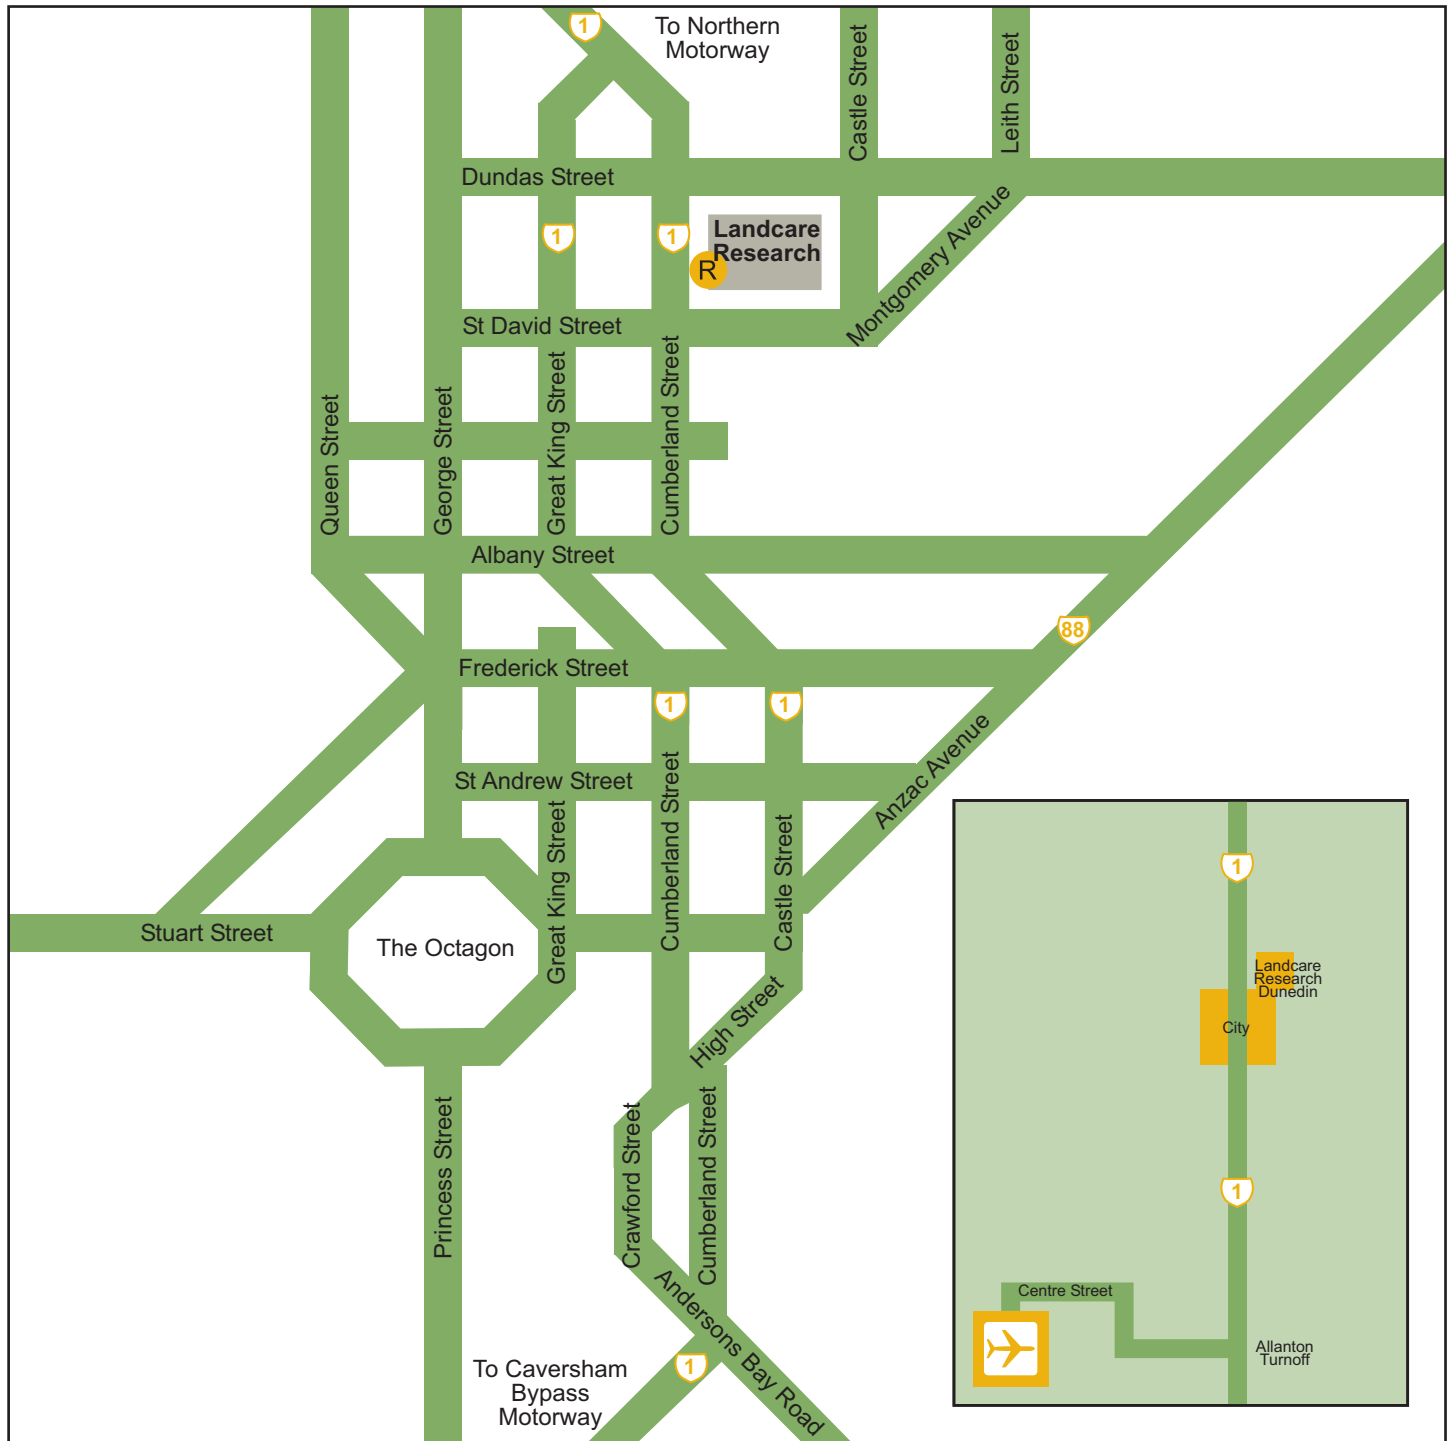 1
To Northern
Motorway
Castle Street
Leith Street
Dundas Street
1
1
Landcare
Research
R
Montgomery Avenue
St David Street
Queen Street
George Street
Great King Street
Cumberland Street
Albany Street
88
Frederick Street
1
1
Anzac Avenue
St Andrew Street
Great King Street
Cumberland Street
Castle Street
Stuart Street
The Octagon
High Street
Princess Street
Crawford Street
Cumberland Street
Andersons Bay Road
1
To Caversham
Bypass
Motorway
1
Landcare
Research
Dunedin
City
1
Centre Street
Allanton
Turnoff